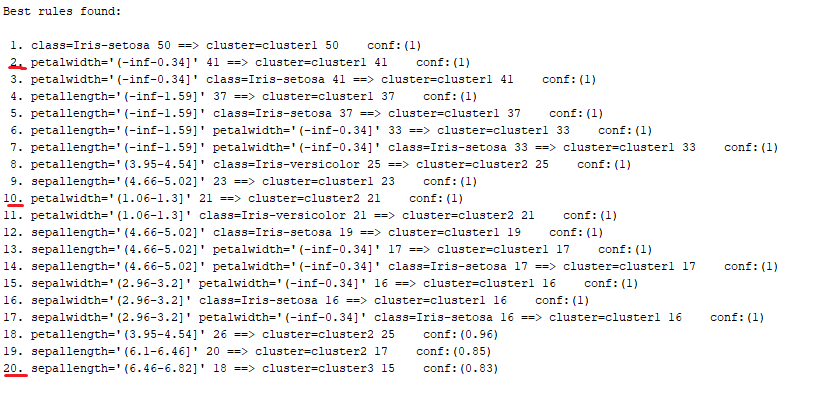 Best rules found:
1. class=Iris-setosa 50 ==> cluster=cluster1 50 conf:(1)
2. petalwidth='(-inf-0.34]' 41 ==> cluster=cluster1 41 conf:(1)
3. petalwidth='(-inf-0.34]' class=Iris-setosa 41 ==> cluster=cluster1 41 conf:(1)
4. petallength='(-inf-1.59]' 37 ==> cluster=cluster1 37 conf:(1)
5. petallength='(-inf-1.59]' class=Iris-setosa 37 ==> cluster=cluster1 37 conf:(1)
6. petallength='(-inf-1.59]' petalwidth='(-inf-0.34]' 33 ==> cluster=cluster1 33 conf:(1)
7. petallength='(-inf-1.59]' petalwidth='(-inf-0.34]' class=Iris-setosa 33 ==> cluster=cluster1 33 conf:(1)
8. petallength='(3.95-4.54]' class=Iris-versicolor 25 ==> cluster=cluster2 25 conf:(1)
9. sepallength='(4.66-5.02]' 23 ==> cluster=cluster1 23 conf:(1)
10. petalwidth='(1.06-1.3]' 21 ==> cluster=cluster2 21 conf:(1)
11. petalwidth='(1.06-1.3]' class=Iris-versicolor 21 ==> cluster=cluster2 21 conf:(1)
12. sepallength='(4.66-5.02]' class=Iris-setosa 19 ==> cluster=cluster1 19 conf:(1)
13. sepallength='(4.66-5.02]' petalwidth='(-inf-0.34]' 17 ==> cluster=cluster1 17 conf:(1)
14. sepallength='(4.66-5.02]' petalwidth='(-inf-0.34]' class=Iris-setosa 17 ==> cluster=cluster1 17 conf:(1)
15. sepalwidth='(2.96-3.2]' petalwidth='(-inf-0.34]' 16 ==> cluster=cluster1 16 conf:(1)
16. sepalwidth='(2.96-3.2]' class=Iris-setosa 16 ==> cluster=cluster1 16 conf:(1)
17. sepalwidth='(2.96-3.2]' petalwidth='(-inf-0.34]' class=Iris-setosa 16 ==> cluster=cluster1 16 conf:(1)
18. petallength='(3.95-4.54]' 26 ==> cluster=cluster2 25 conf:(0.96)
19. sepallength='(6.1-6.46]' 20 ==> cluster=cluster2 17 conf:(0.85)
20. sepallength='(6.46-6.82]' 18 ==> cluster=cluster3 15 conf:(0.83)